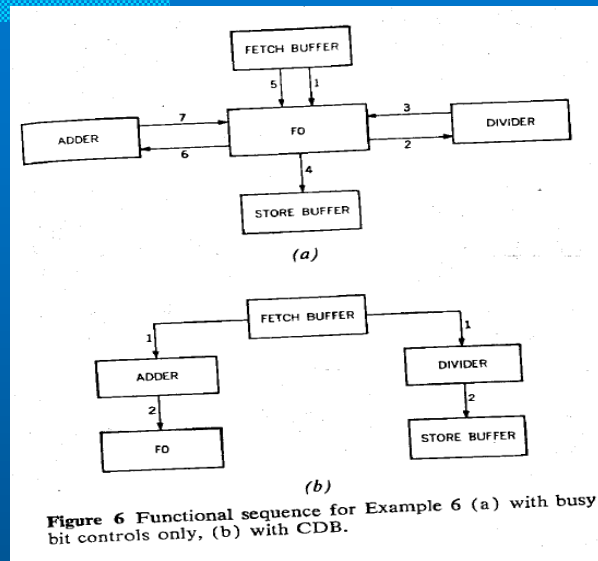 FETCH BUFFER
5 1
7 3
ADDER FO DIVIDER
6 2
4
STORE BUFFER
(a)
FETCH BUFFER
1 1
ADDER DIVIDER
2 2
FO STORE BUFFER
(b)
Figure 6 Functional sequence for Example 6 (a) with busy
bit controls only, (b) with CDB.